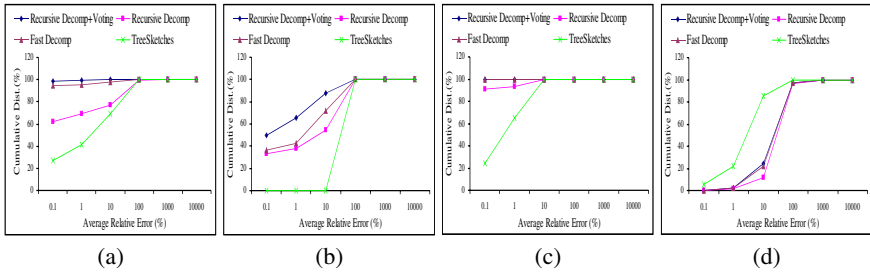 Recursive Decomp+Voting Recursive Decomp
Fast Decomp TreeSketches
120
100
80
60
40
20
0
Cumulative Dist.(%)
0.1 1 10 100 1000 10000
Average Relative Error (%)
(a)
Recursive Decomp+Voting Recursive Decomp
Fast Decomp TreeSketches
120
100
80
60
40
20
0
Cumulative Dist.(%)
0.1 1 10 100 1000 10000
Average Relative Error (%)
(b)
Recursive Decomp+Voting Recursive Decomp
Fast Decomp TreeSketches
120
100
80
60
40
20
0
Cumulative Dist.(%)
0.1 1 10 100 1000 10000
Average Relative Error (%)
(c)
Recursive Decomp+Voting Recursive Decomp
Fast Decomp TreeSketches
120
100
80
60
40
20
0
Cumulative Dist.(%)
0.1 1 10 100 1000 10000
Average Relative Error (%)
(d)